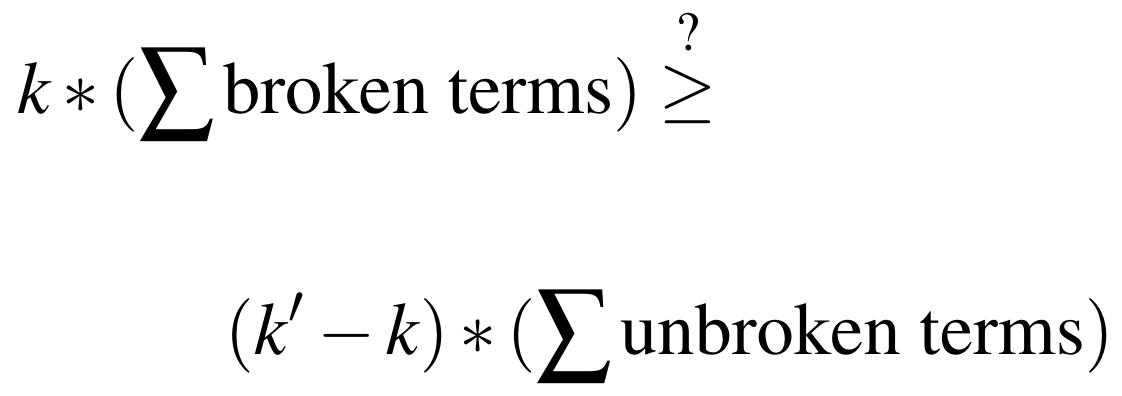 k * (∑ broken terms) ≥^?
(k′ − k) * (∑ unbroken terms)